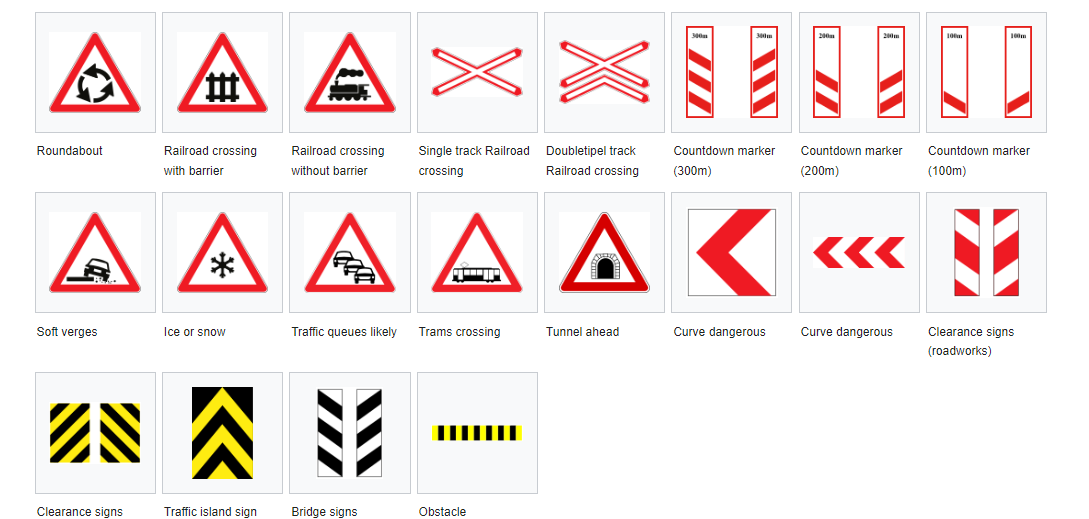 300m 300m 200m 200m 100m 100m
Roundabout
Railroad crossing
with barrier
Railroad crossing
without barrier
Single track Railroad
crossing
Doubletipel track
Railroad crossing
Countdown marker
(300m)
Countdown marker
(200m)
Countdown marker
(100m)
Soft verges
Ice or snow
Traffic queues likely
Trams crossing
Tunnel ahead
Curve dangerous
Curve dangerous
Clearance signs
(roadworks)
Clearance signs
Traffic island sign
Bridge signs
Obstacle